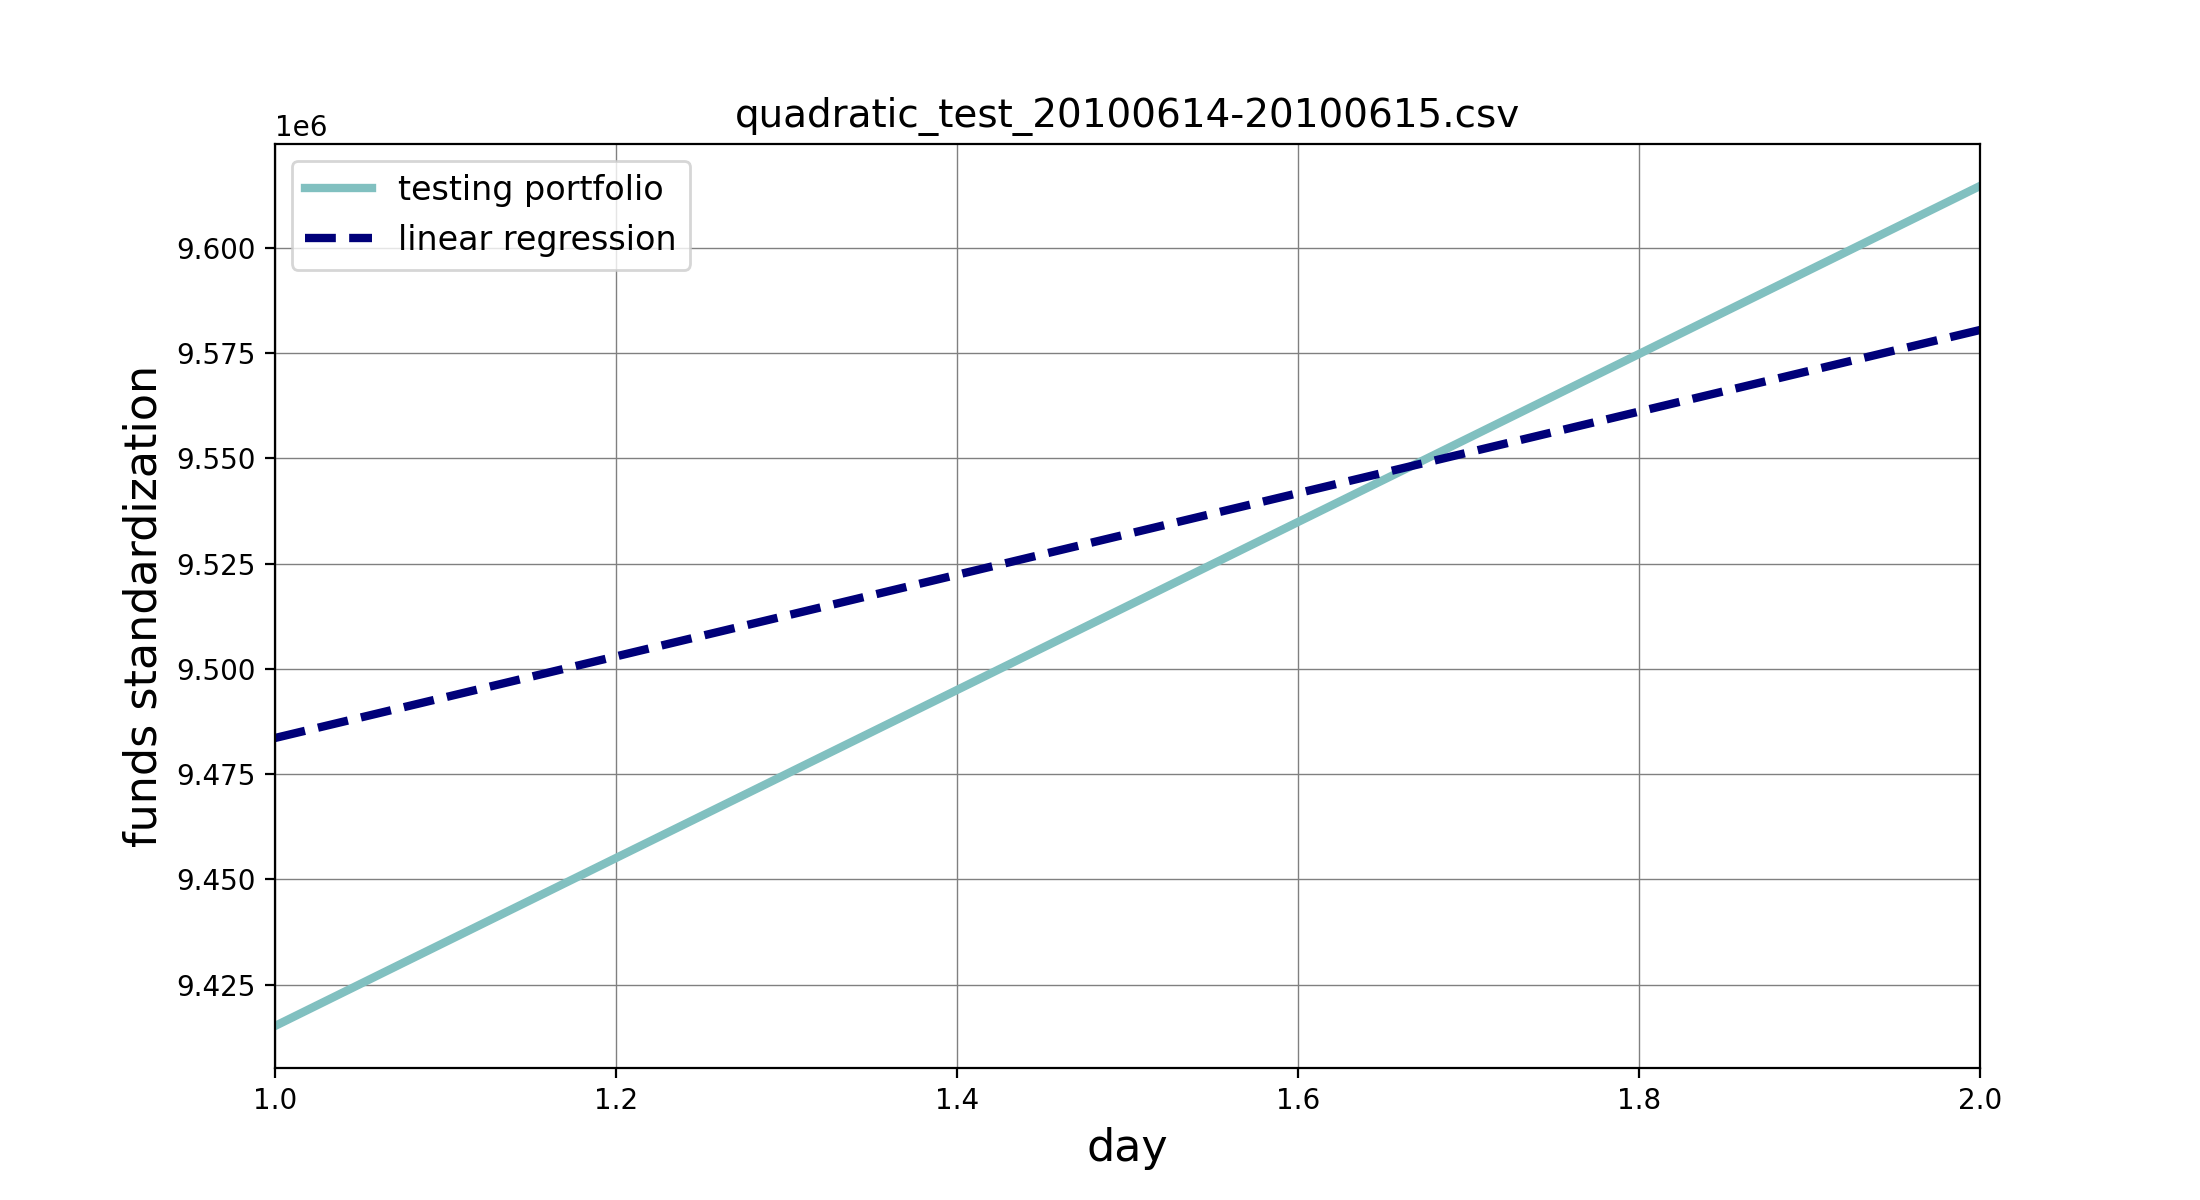 quadratic_test_20100614-20100615.csv
1e6
testing portfolio
linear regression
funds standardization
9.600
9.575
9.550
9.525
9.500
9.475
9.450
9.425
1.0 1.2 1.4 1.6 1.8 2.0
day